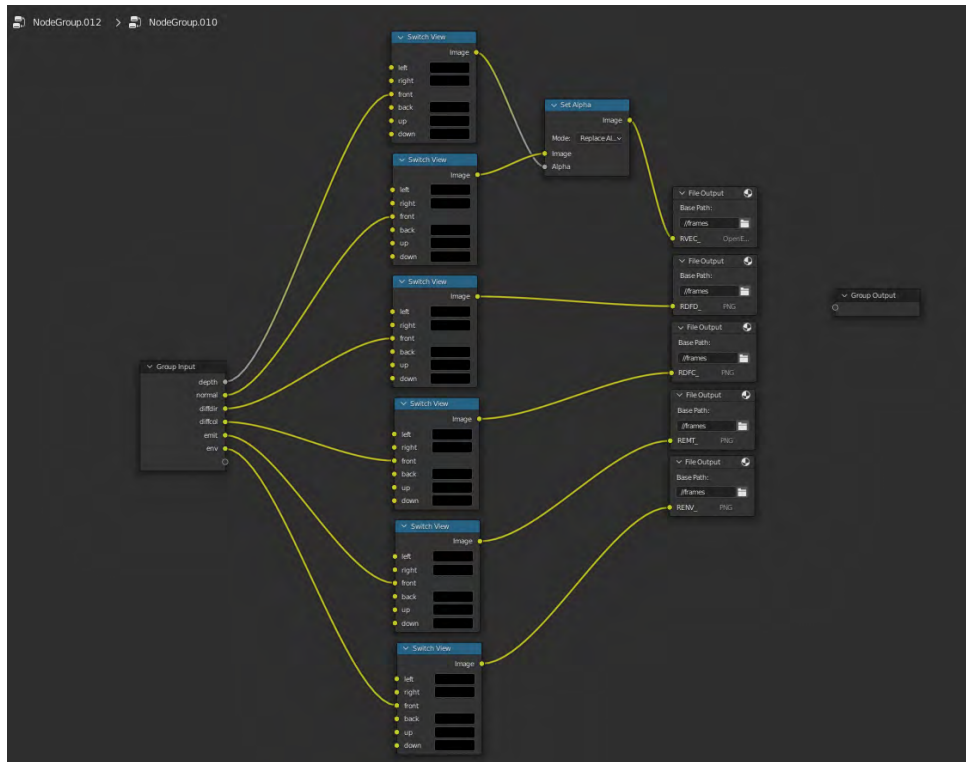 NodeGroup.012 > NodeGroup.010
Switch View
Image
left
right
front
back
up
down
Set Alpha
Image
Mode: Replace Al...
Image
Alpha
Switch View
Image
left
right
front
back
up
down
File Output
Base Path:
//frames
RVEC_ OpenE...
Switch View
Image
left
right
front
back
up
down
File Output
Base Path:
//frames
RDFD_ PNG
Group Output
File Output
Base Path:
//frames
RDFC_ PNG
Group Input
depth
normal
diffdir
diffcol
emit
env
Switch View
Image
left
right
front
back
up
down
File Output
Base Path:
//frames
REMT_ PNG
File Output
Base Path:
//frames
RENV_ PNG
Switch View
Image
left
right
front
back
up
down
Switch View
Image
left
right
front
back
up
down